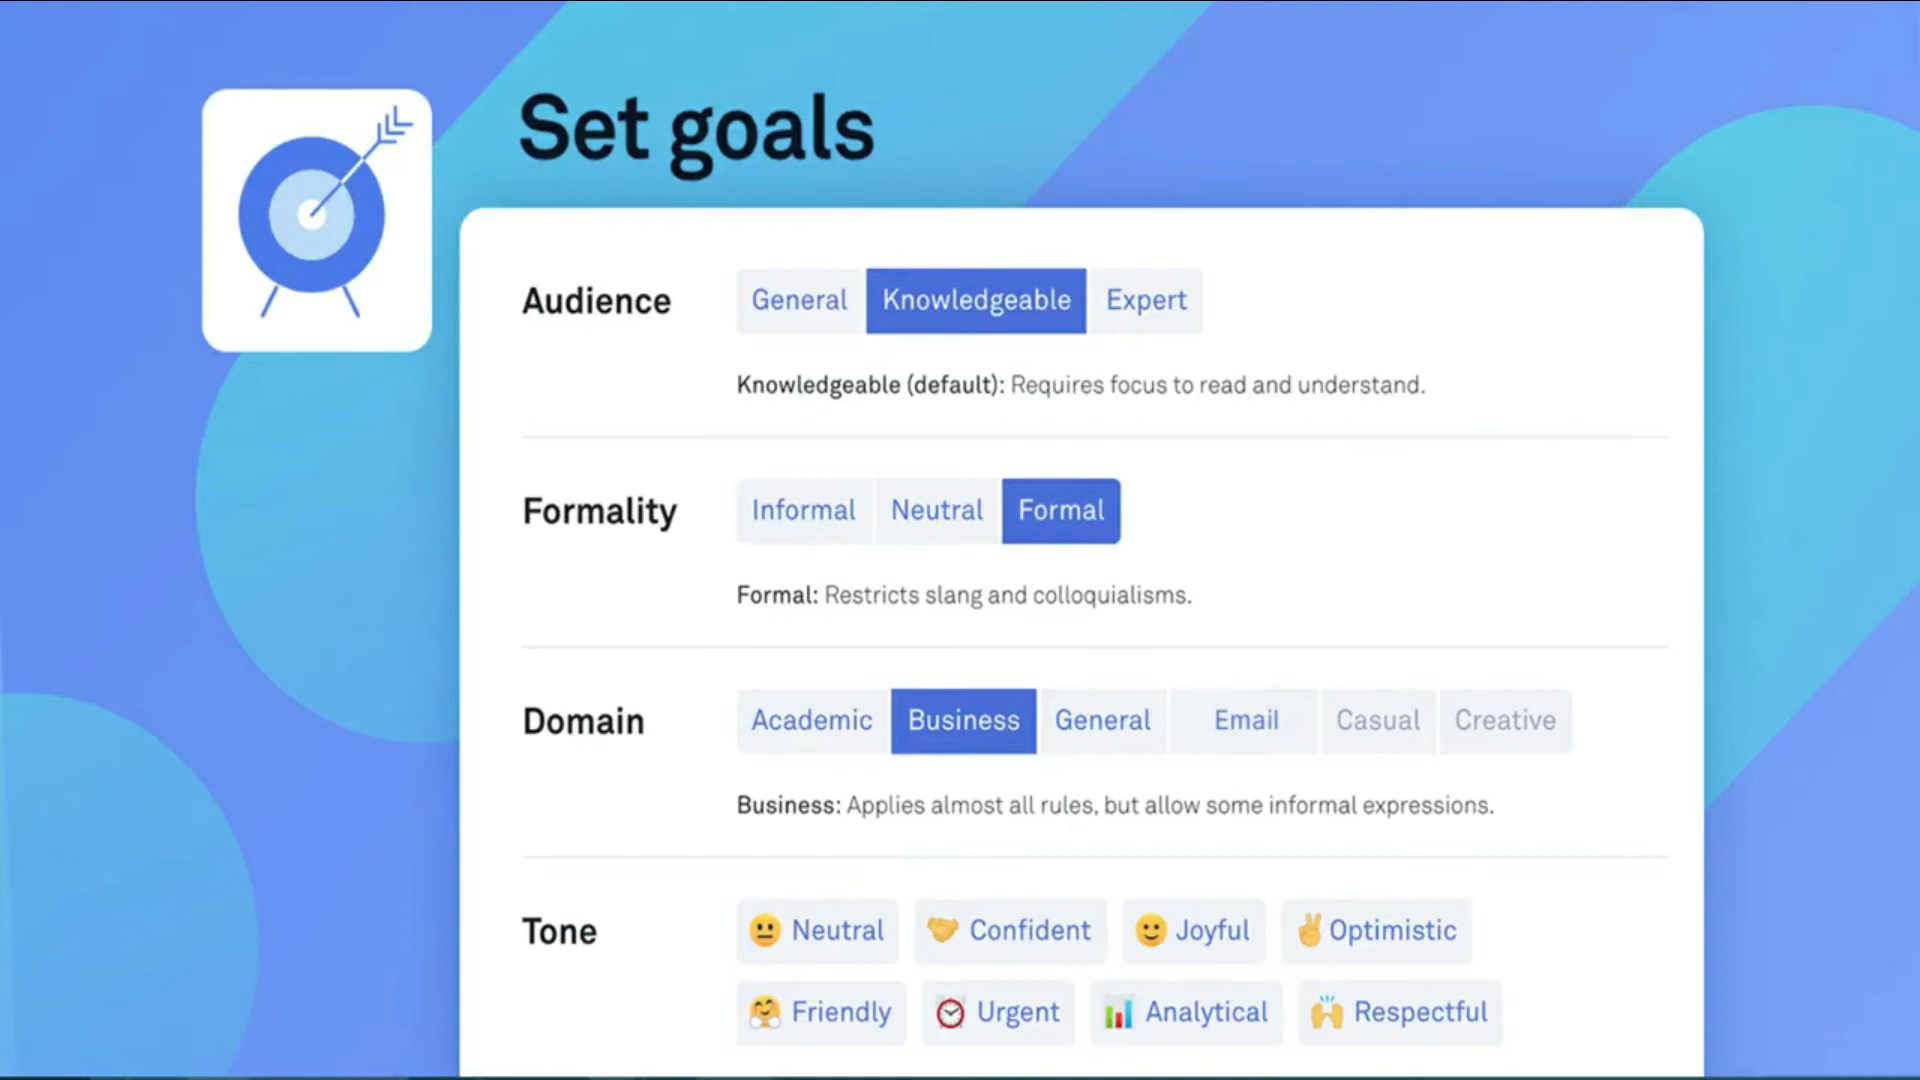 Set goals
Audience General Knowledgeable Expert
Knowledgeable (default): Requires focus to read and understand.
Formality Informal Neutral Formal
Formal: Restricts slang and colloquialisms.
Domain Academic Business General Email Casual Creative
Business: Applies almost all rules, but allow some informal expressions.
Tone Neutral Confident Joyful Optimistic
Friendly Urgent Analytical Respectful